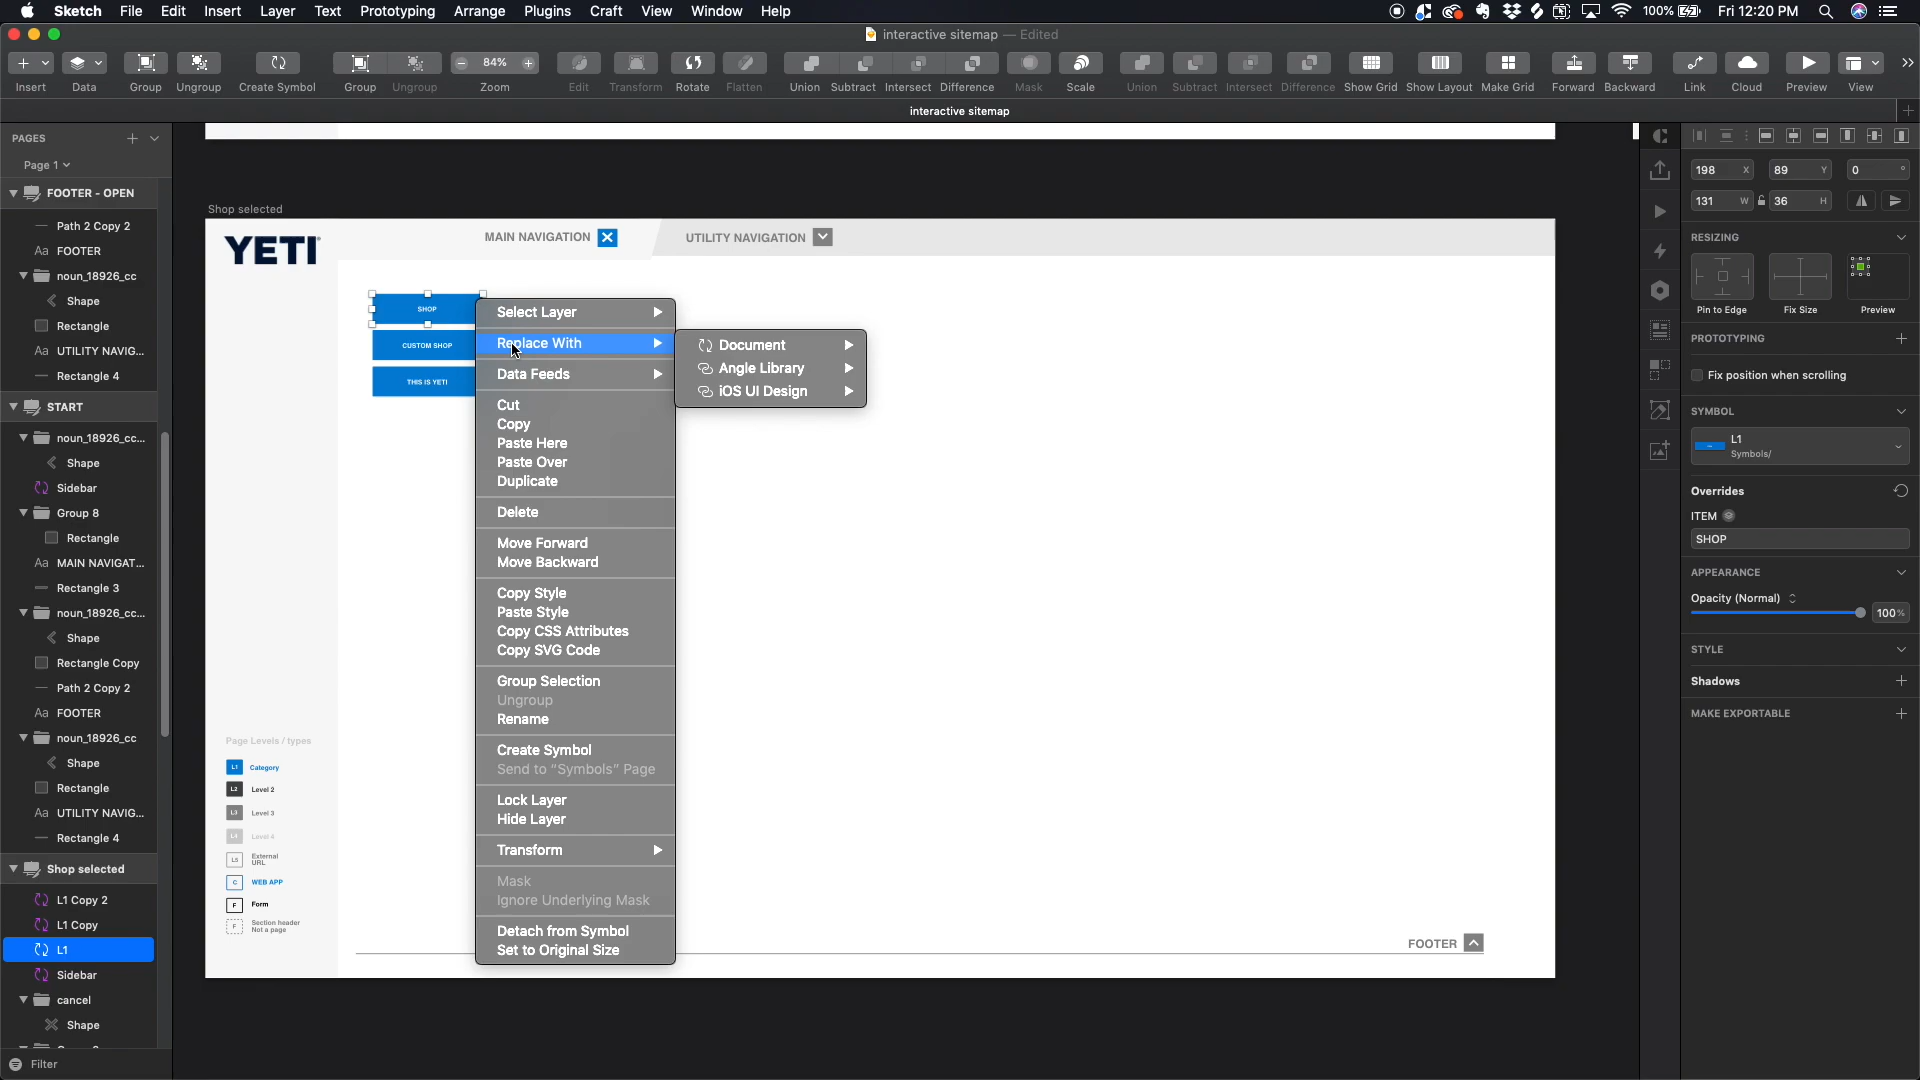 Sketch File Edit Insert Layer Text Prototyping Arrange Plugins Craft View Window Help
100% Fri 12:20 PM
interactive sitemap — Edited
84%
Insert Data Group Ungroup Create Symbol Group Ungroup Zoom Edit Transform Rotate Flatten Union Subtract Intersect Difference Mask Scale Union Subtract Intersect Difference Show Grid Show Layout Make Grid Forward Backward Link Cloud Preview View
interactive sitemap
PAGES
Page 1
FOOTER - OPEN
Path 2 Copy 2
Aa FOOTER
noun_18926_cc
Shape
Rectangle
Aa UTILITY NAVIG...
Rectangle 4
START
noun_18926_cc...
Shape
Sidebar
Group 8
Rectangle
Aa MAIN NAVIGAT...
Rectangle 3
noun_18926_cc...
Shape
Rectangle Copy
Path 2 Copy 2
Aa FOOTER
noun_18926_cc
Shape
Rectangle
Aa UTILITY NAVIG...
Rectangle 4
Shop selected
L1 Copy 2
L1 Copy
L1
Sidebar
cancel
Shape
Filter
Shop selected
YETI
MAIN NAVIGATION
UTILITY NAVIGATION
SHOP
CUSTOM SHOP
THIS IS YETI
Page Levels / types
L1 Category
L2 Level 2
L3 Level 3
L4 Level 4
L5 External
URL
C WEB APP
F Form
F Section header
Not a page
FOOTER
Select Layer
Replace With
Data Feeds
Cut
Copy
Paste Here
Paste Over
Duplicate
Delete
Move Forward
Move Backward
Copy Style
Paste Style
Copy CSS Attributes
Copy SVG Code
Group Selection
Ungroup
Rename
Create Symbol
Send to “Symbols” Page
Lock Layer
Hide Layer
Transform
Mask
Ignore Underlying Mask
Detach from Symbol
Set to Original Size
Document
Angle Library
iOS UI Design
198 X 89 Y 0 °
131 W 36 H
RESIZING
Pin to Edge Fix Size Preview
PROTOTYPING
Fix position when scrolling
SYMBOL
L1
Symbols/
Overrides
ITEM
SHOP
APPEARANCE
Opacity (Normal)
100%
STYLE
Shadows
MAKE EXPORTABLE